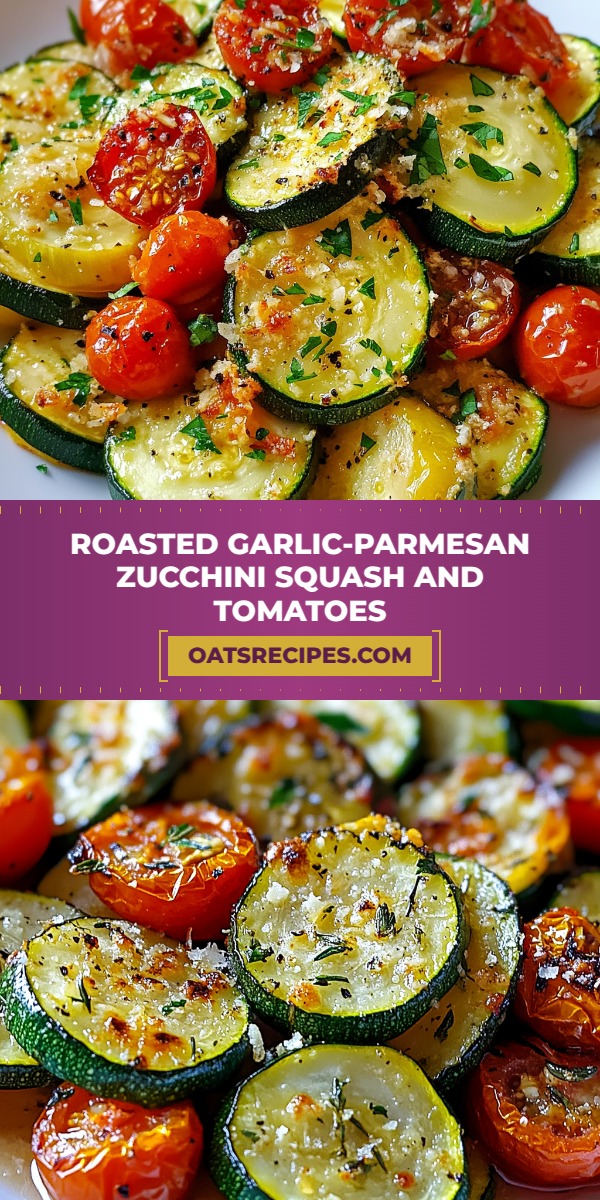 ROASTED GARLIC-PARMESAN
ZUCCHINI SQUASH AND
TOMATOES
OATSRECIPES.COM